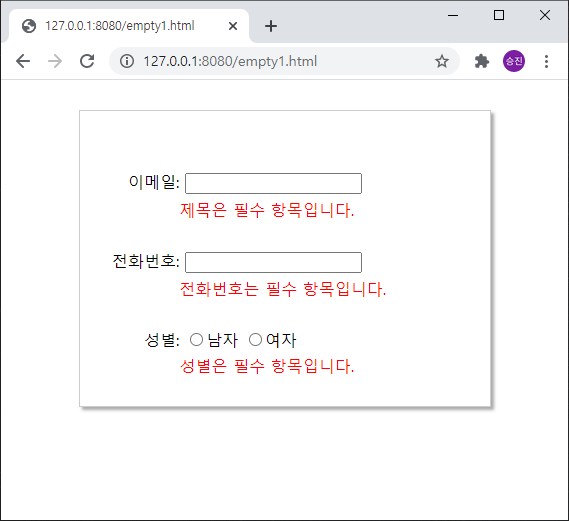 127.0.0.1:8080/empty1.html
127.0.0.1:8080/empty1.html
승진
이메일:
제목은 필수 항목입니다.
전화번호:
전화번호는 필수 항목입니다.
성별: 남자 여자
성별은 필수 항목입니다.